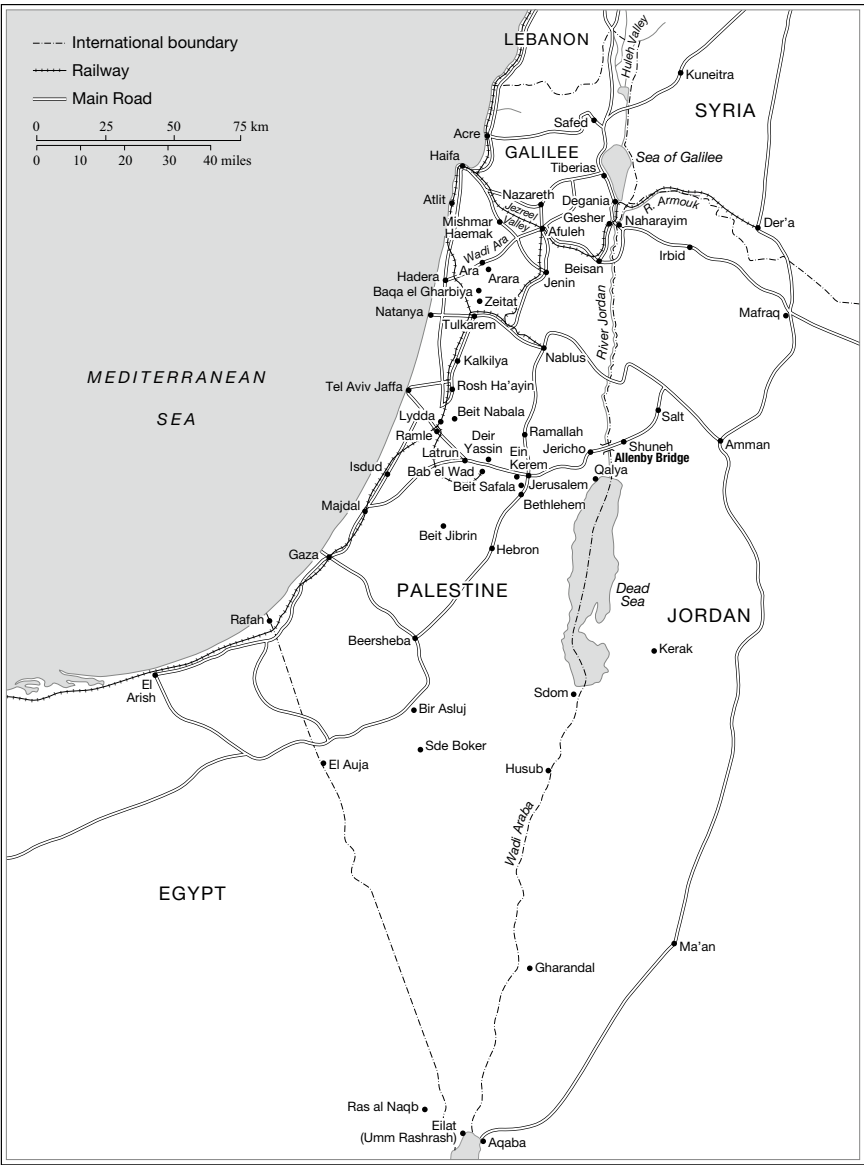 International boundary
Railway
Main Road
0 25 50 75 km
0 10 20 30 40 miles
LEBANON
Huleh Valley
Kuneitra
SYRIA
Safed
Acre
GALILEE
Sea of Galilee
Haifa
Tiberias
Nazareth
Degania
R. Armouk
Atlit
Jezreel
Valley
Gesher
Naharayim
Der'a
Mishmar
Haemak
Afuleh
Wadi Ara
Irbid
Ara
Arara
Beisan
Hadera
Jenin
Baqa el Gharbiya
Zeitat
Natanya
Tulkarem
Mafraq
River Jordan
Nablus
Kalkilya
MEDITERRANEAN
SEA
Tel Aviv Jaffa
Rosh Ha'ayin
Lydda
Beit Nabala
Salt
Ramle
Deir
Yassin
Ramallah
Latrun
Ein
Kerem
Jericho
Shuneh
Amman
Allenby Bridge
Isdud
Bab el Wad
Qalya
Beit Safala
Jerusalem
Bethlehem
Majdal
Beit Jibrin
Hebron
Gaza
PALESTINE
Dead
Sea
JORDAN
Rafah
Beersheba
Kerak
El
Arish
Sdom
Bir Asluj
Sde Boker
El Auja
Husub
Wadi Araba
EGYPT
Ma'an
Gharandal
Ras al Naqb
Eilat
(Umm Rashrash)
Aqaba